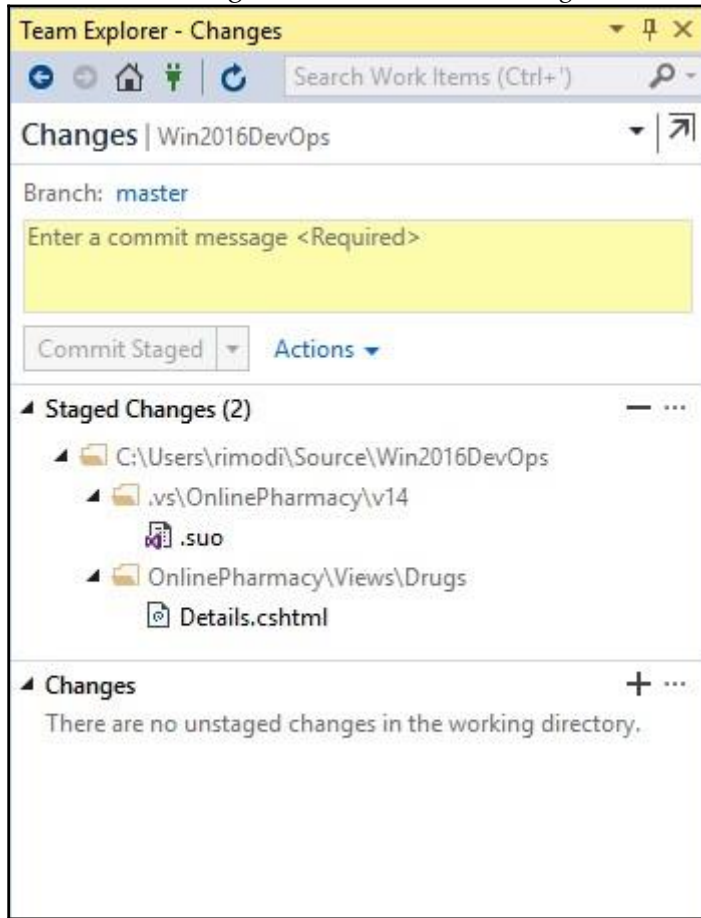 Team Explorer - Changes
Search Work Items (Ctrl+')
Changes | Win2016DevOps
Branch: master
Enter a commit message <Required>
Commit Staged Actions
Staged Changes (2)
C:\Users\rimodi\Source\Win2016DevOps
.vs\OnlinePharmacy\v14
.suo
OnlinePharmacy\Views\Drugs
Details.cshtml
Changes
There are no unstaged changes in the working directory.